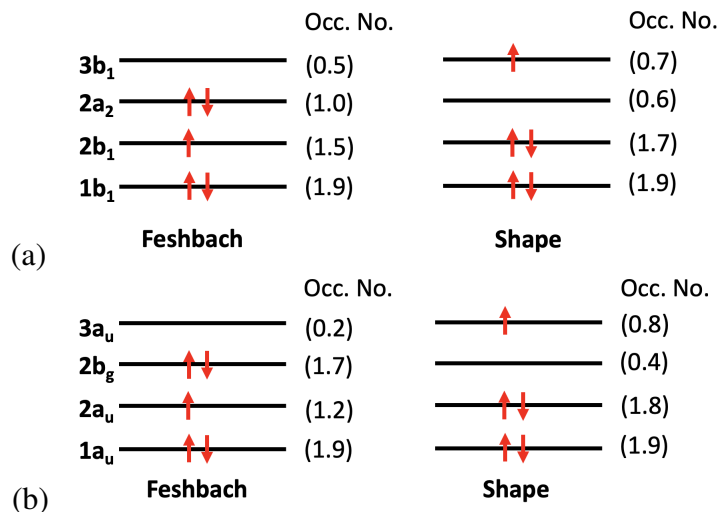 Occ. No. Occ. No.
3b₁ (0.5) (0.7)
2a₂ (1.0) (0.6)
2b₁ (1.5) (1.7)
1b₁ (1.9) (1.9)
Feshbach Shape
(a)
Occ. No. Occ. No.
3aᵤ (0.2) (0.8)
2b_g (1.7) (0.4)
2aᵤ (1.2) (1.8)
1aᵤ (1.9) (1.9)
Feshbach Shape
(b)